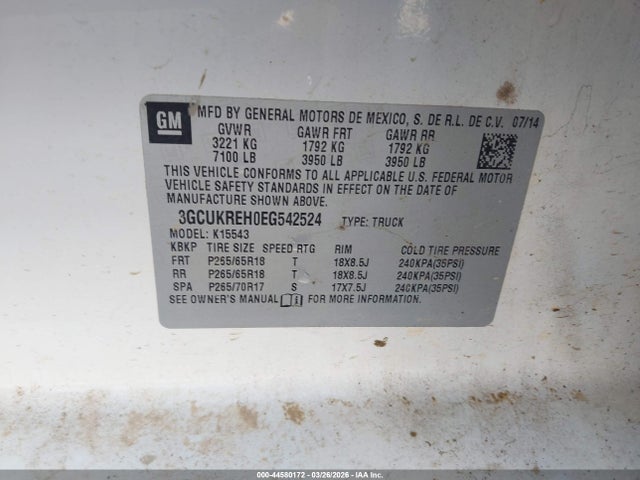 GM
MFD BY GENERAL MOTORS DE MEXICO, S. DE R.L. DE C.V. 07/14
GVWR GAWR FRT GAWR RR
3221 KG 1792 KG 1792 KG
7100 LB 3950 LB 3950 LB
THIS VEHICLE CONFORMS TO ALL APPLICABLE U.S. FEDERAL MOTOR
VEHICLE SAFETY STANDARDS IN EFFECT ON THE DATE OF
MANUFACTURE SHOWN ABOVE.
3GCUKREH0EG542524 TYPE: TRUCK
MODEL: K15543
KBKP TIRE SIZE SPEED RTG RIM COLD TIRE PRESSURE
FRT P265/65R18 T 18X8.5J 240KPA(35PSI)
RR P265/65R18 T 18X8.5J 240KPA(35PSI)
SPA P265/70R17 S 17X7.5J 240KPA(35PSI)
SEE OWNER'S MANUAL FOR MORE INFORMATION.
000-44580172 | 03/26/2026 | IAA Inc.